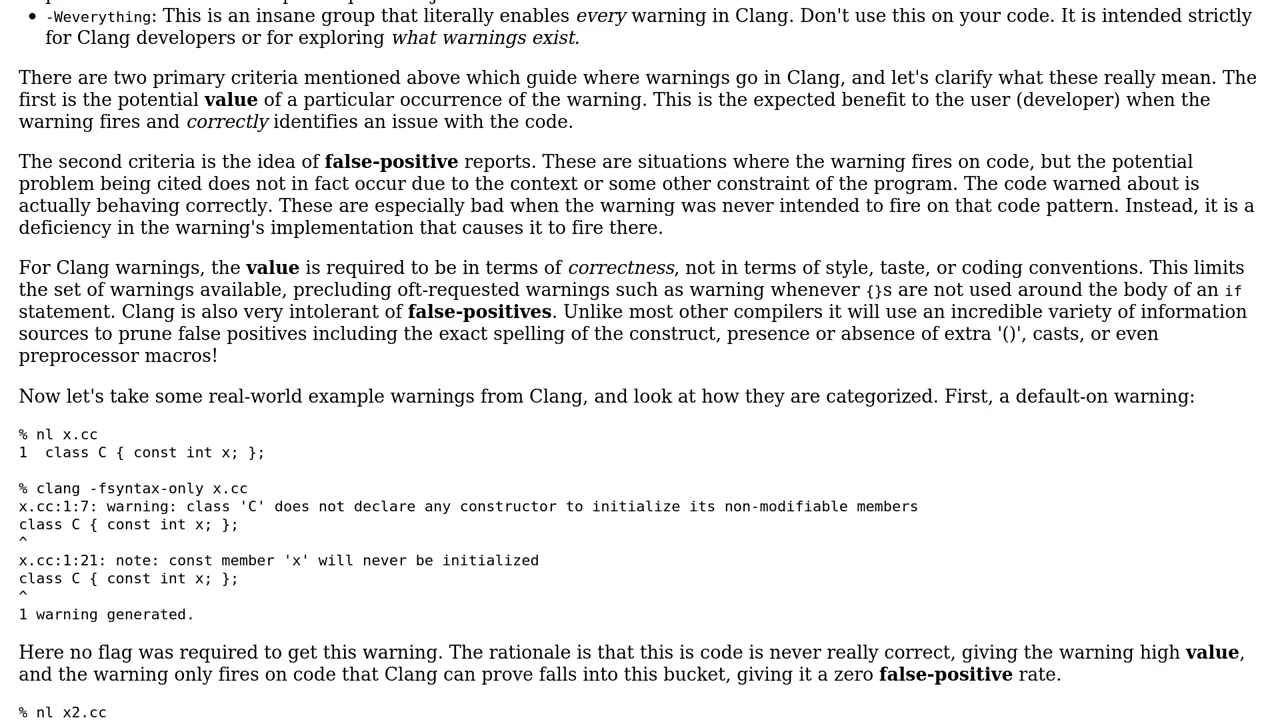 • -Weverything: This is an insane group that literally enables every warning in Clang. Don't use this on your code. It is intended strictly
for Clang developers or for exploring what warnings exist.
There are two primary criteria mentioned above which guide where warnings go in Clang, and let's clarify what these really mean. The
first is the potential value of a particular occurrence of the warning. This is the expected benefit to the user (developer) when the
warning fires and correctly identifies an issue with the code.
The second criteria is the idea of false-positive reports. These are situations where the warning fires on code, but the potential
problem being cited does not in fact occur due to the context or some other constraint of the program. The code warned about is
actually behaving correctly. These are especially bad when the warning was never intended to fire on that code pattern. Instead, it is a
deficiency in the warning's implementation that causes it to fire there.
For Clang warnings, the value is required to be in terms of correctness, not in terms of style, taste, or coding conventions. This limits
the set of warnings available, precluding oft-requested warnings such as warning whenever {}s are not used around the body of an if
statement. Clang is also very intolerant of false-positives. Unlike most other compilers it will use an incredible variety of information
sources to prune false positives including the exact spelling of the construct, presence or absence of extra '()', casts, or even
preprocessor macros!
Now let's take some real-world example warnings from Clang, and look at how they are categorized. First, a default-on warning:
% nl x.cc
1  class C { const int x; };
% clang -fsyntax-only x.cc
x.cc:1:7: warning: class 'C' does not declare any constructor to initialize its non-modifiable members
class C { const int x; };
^
x.cc:1:21: note: const member 'x' will never be initialized
class C { const int x; };
^
1 warning generated.
Here no flag was required to get this warning. The rationale is that this is code is never really correct, giving the warning high value,
and the warning only fires on code that Clang can prove falls into this bucket, giving it a zero false-positive rate.
% nl x2.cc